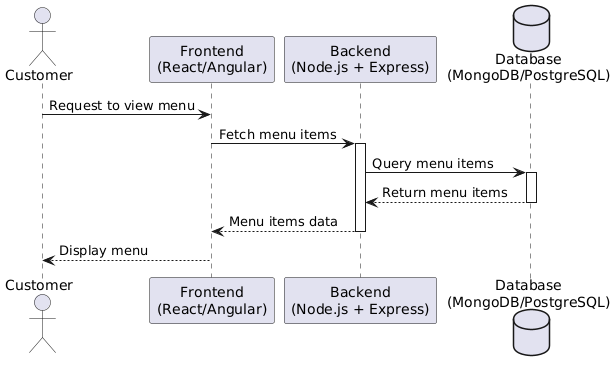 Customer
Frontend
(React/Angular)
Backend
(Node.js + Express)
Database
(MongoDB/PostgreSQL)
Request to view menu
Fetch menu items
Query menu items
Return menu items
Menu items data
Display menu
Customer
Frontend
(React/Angular)
Backend
(Node.js + Express)
Database
(MongoDB/PostgreSQL)